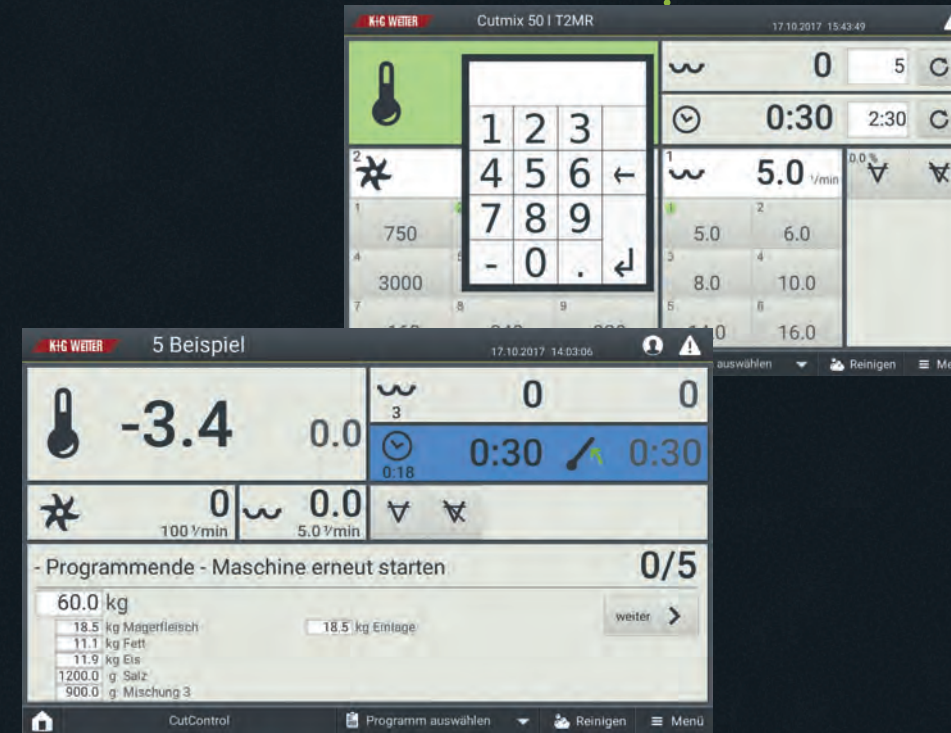 K+G WETTER Cutmix 50 l T2MR 17.10.2017 15:43:49
0 5
1 2 3 0:30 2:30
2 4 5 6 ← 1 5.0 1/min 0.0 %
7 8 9
1 750 1 5.0 2 6.0
- 0 .
4 3000 3 8.0 4 10.0
7 8 9 5 6 16.0
auswählen Reinigen
K+G WETTER 5 Beispiel 17.10.2017 14:03:06
-3.4 0.0 3 0 0
0:18 0:30 0:30
0 100 1/min 0.0 5.0 1/min
- Programmende - Maschine erneut starten 0/5
60.0 kg weiter
18.5 kg Magerfleisch 18.5 kg Einlage
11.1 kg Fett
11.9 kg Eis
1200.0 g Salz
900.0 g Mischung 3
CutControl Programm auswählen Reinigen Menü